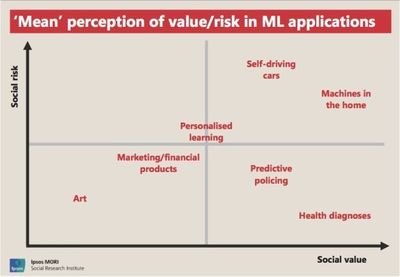 'Mean' perception of value/risk in ML applications
Social risk
Self-driving
cars
Machines in
the home
Personalised
learning
Marketing/financial
products
Predictive
policing
Art
Health diagnoses
Social value
Ipsos
Ipsos MORI
Social Research Institute